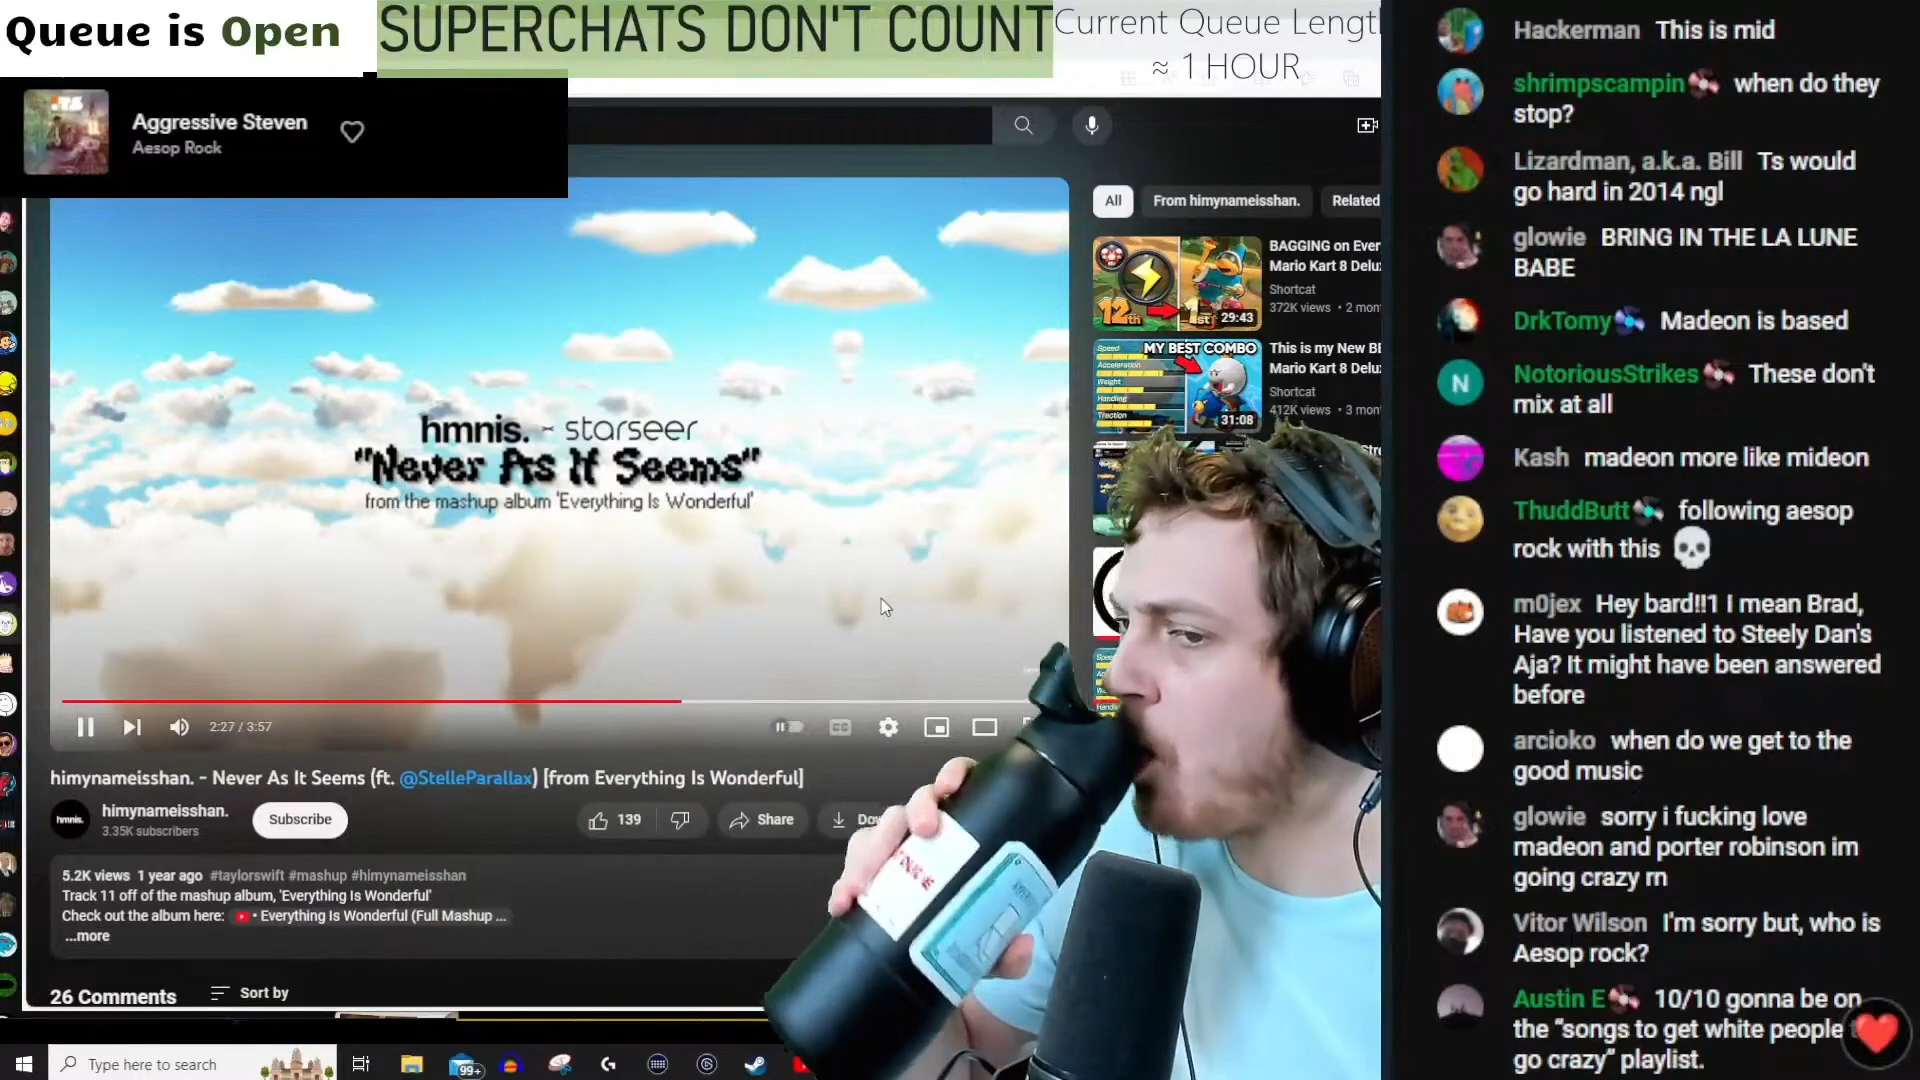 Queue is Open
SUPERCHATS DON'T COUNT
Current Queue Lengt
≈ 1 HOUR
Aggressive Steven
Aesop Rock
All
From himynameisshan.
Related
BAGGING on Ever
Mario Kart 8 Delu
Shortcat
372K views • 2 mon
12th
1st
29:43
This is my New BE
Mario Kart 8 Delu
Shortcat
412K views • 3 mon
MY BEST COMBO
Speed
Acceleration
Weight
Handling
Traction
31:08
hmnis. - starseer
"Never As It Seems"
from the mashup album 'Everything Is Wonderful'
2:27 / 3:57
himynameisshan. - Never As It Seems (ft. @StelleParallax) [from Everything Is Wonderful]
hmnis.
himynameisshan.
3.35K subscribers
Subscribe
139
Share
Dow
5.2K views 1 year ago #taylorswift #mashup #himynameisshan
Track 11 off of the mashup album, 'Everything Is Wonderful'
Check out the album here: • Everything Is Wonderful (Full Mashup ...
...more
26 Comments
Sort by
Type here to search
99+
Hackerman This is mid
shrimpscampin when do they
stop?
Lizardman, a.k.a. Bill Ts would
go hard in 2014 ngl
glowie BRING IN THE LA LUNE
BABE
DrkTomy Madeon is based
N
NotoriousStrikes These don't
mix at all
Kash madeon more like mideon
ThuddButt following aesop
rock with this
m0jex Hey bard!!1 I mean Brad,
Have you listened to Steely Dan's
Aja? It might have been answered
before
arcioko when do we get to the
good music
glowie sorry i fucking love
madeon and porter robinson im
going crazy rn
Vitor Wilson I'm sorry but, who is
Aesop rock?
Austin E 10/10 gonna be on
the "songs to get white people
go crazy" playlist.